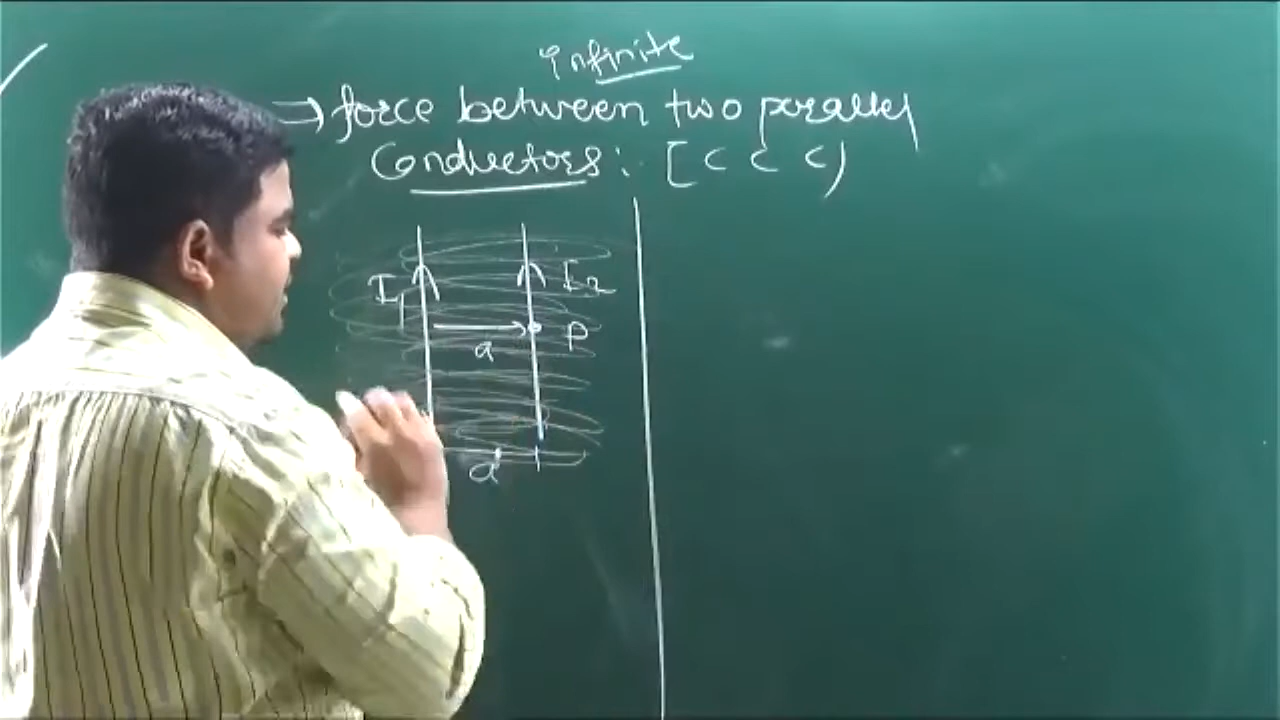 Infinite
→ force between two parallel
Conductors: [ C C C )
I1 I2
a P
d